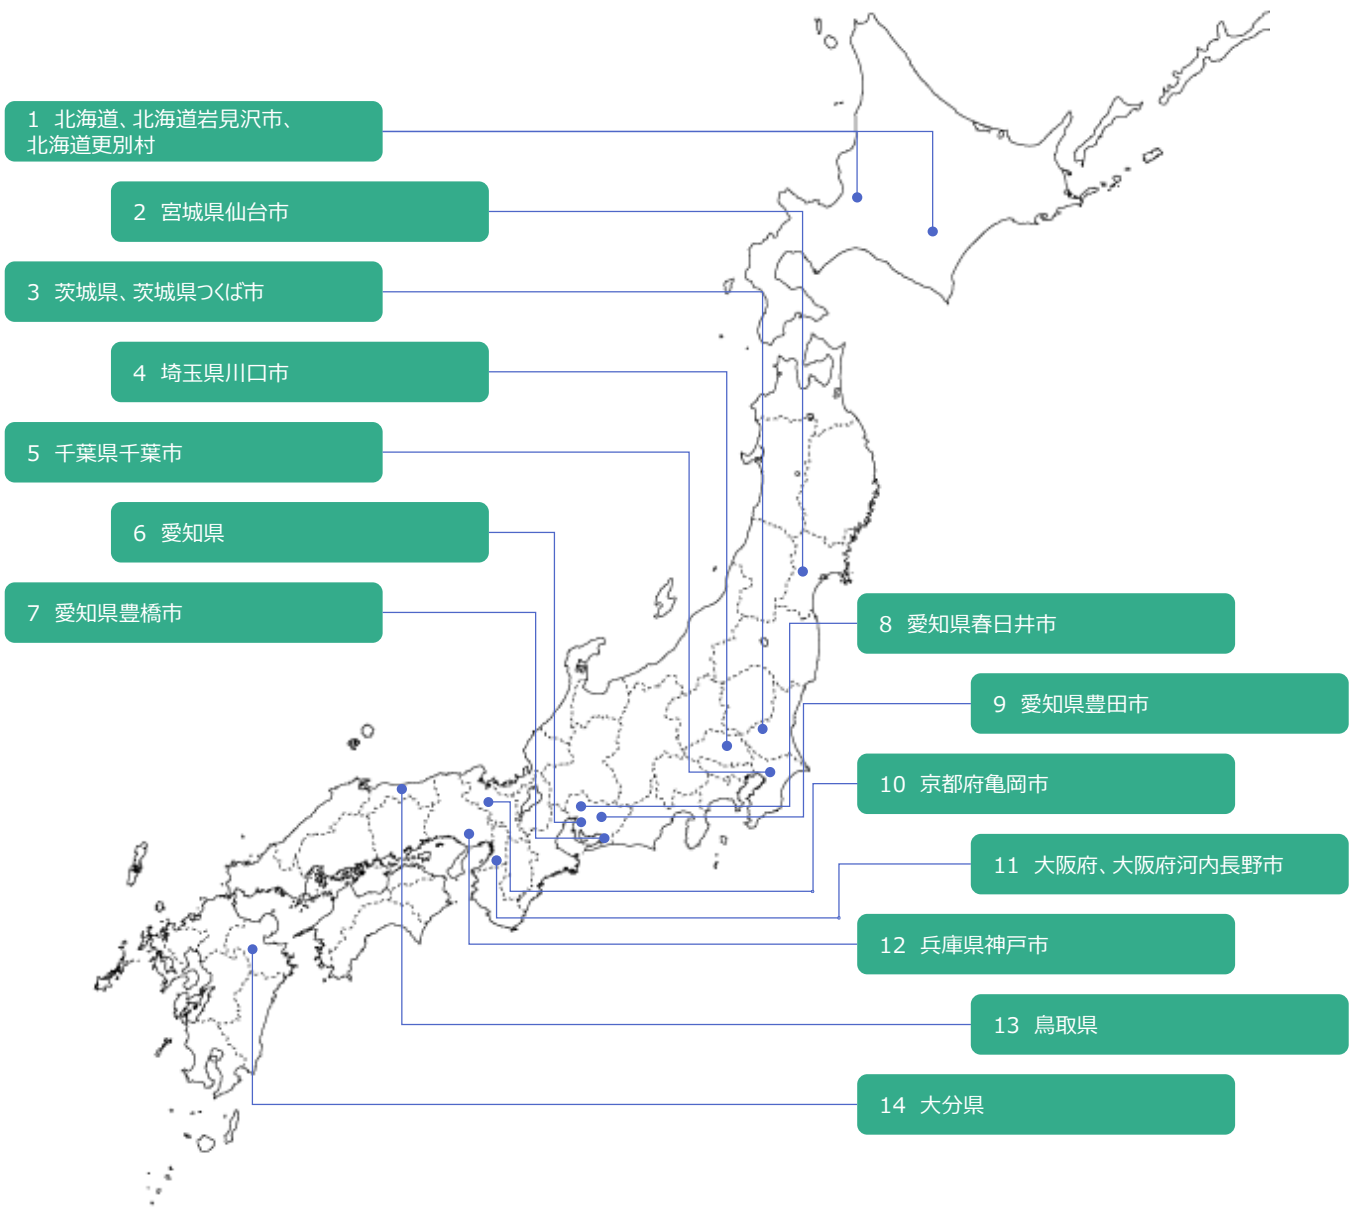 1 北海道、北海道岩見沢市、
北海道更別村
2 宮城県仙台市
3 茨城県、茨城県つくば市
4 埼玉県川口市
5 千葉県千葉市
6 愛知県
7 愛知県豊橋市
8 愛知県春日井市
9 愛知県豊田市
10 京都府亀岡市
11 大阪府、大阪府河内長野市
12 兵庫県神戸市
13 鳥取県
14 大分県